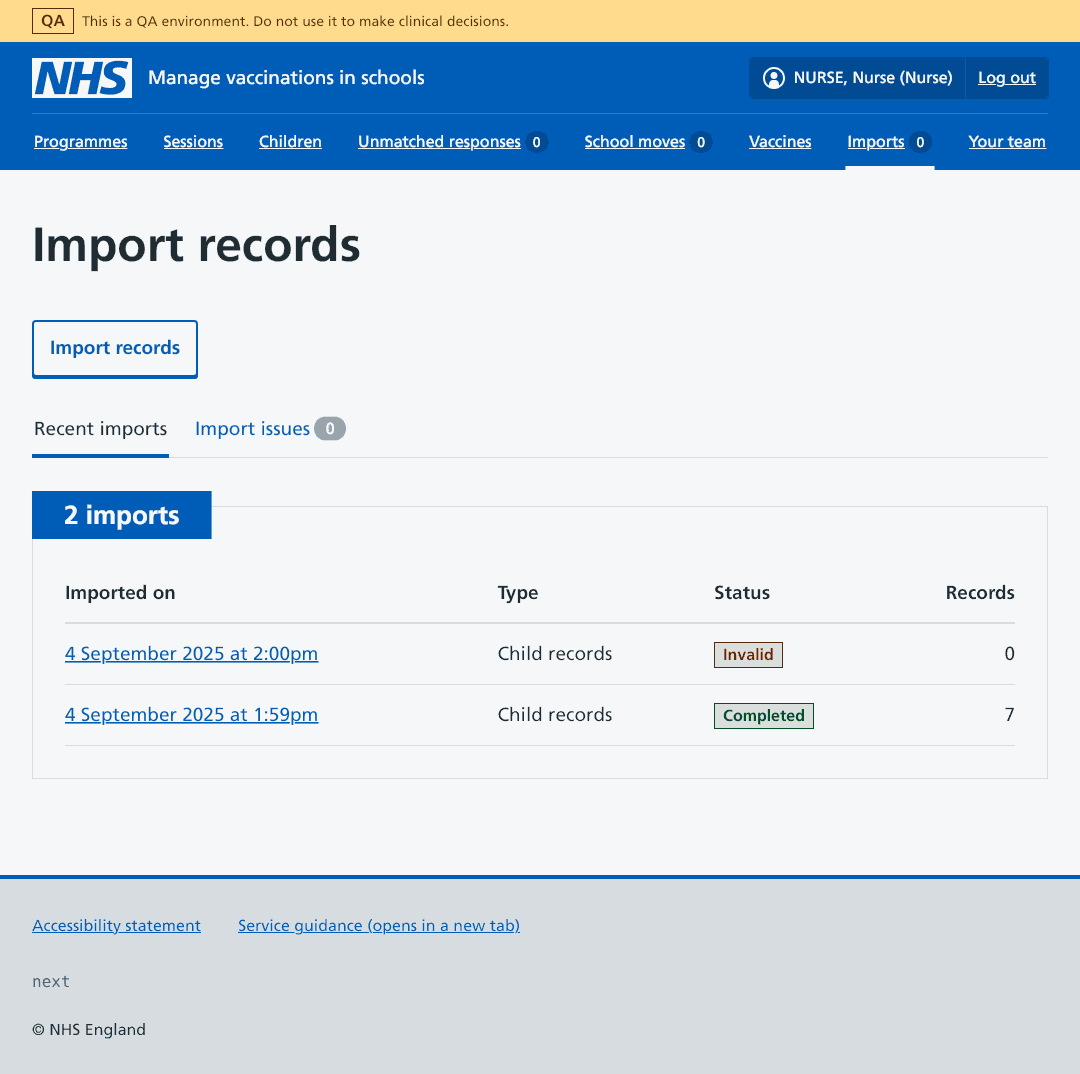 QA This is a QA environment. Do not use it to make clinical decisions.
NHS Manage vaccinations in schools NURSE, Nurse (Nurse) Log out
Programmes Sessions Children Unmatched responses 0 School moves 0 Vaccines Imports 0 Your team
Import records
Import records
Recent imports Import issues 0
2 imports
Imported on Type Status Records
4 September 2025 at 2:00pm Child records Invalid 0
4 September 2025 at 1:59pm Child records Completed 7
Accessibility statement Service guidance (opens in a new tab)
next
© NHS England